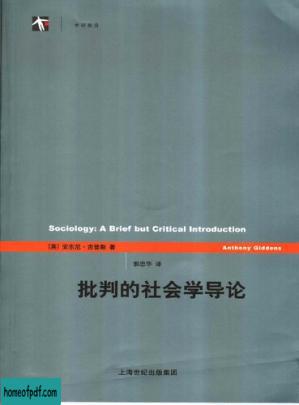 世纪前沿
Sociology: A Brief but Critical Introduction
[英] 安东尼·吉登斯 著
Anthony Giddens
郭忠华 译
批判的社会学导论
上海世纪出版集团
homeofpdf.com